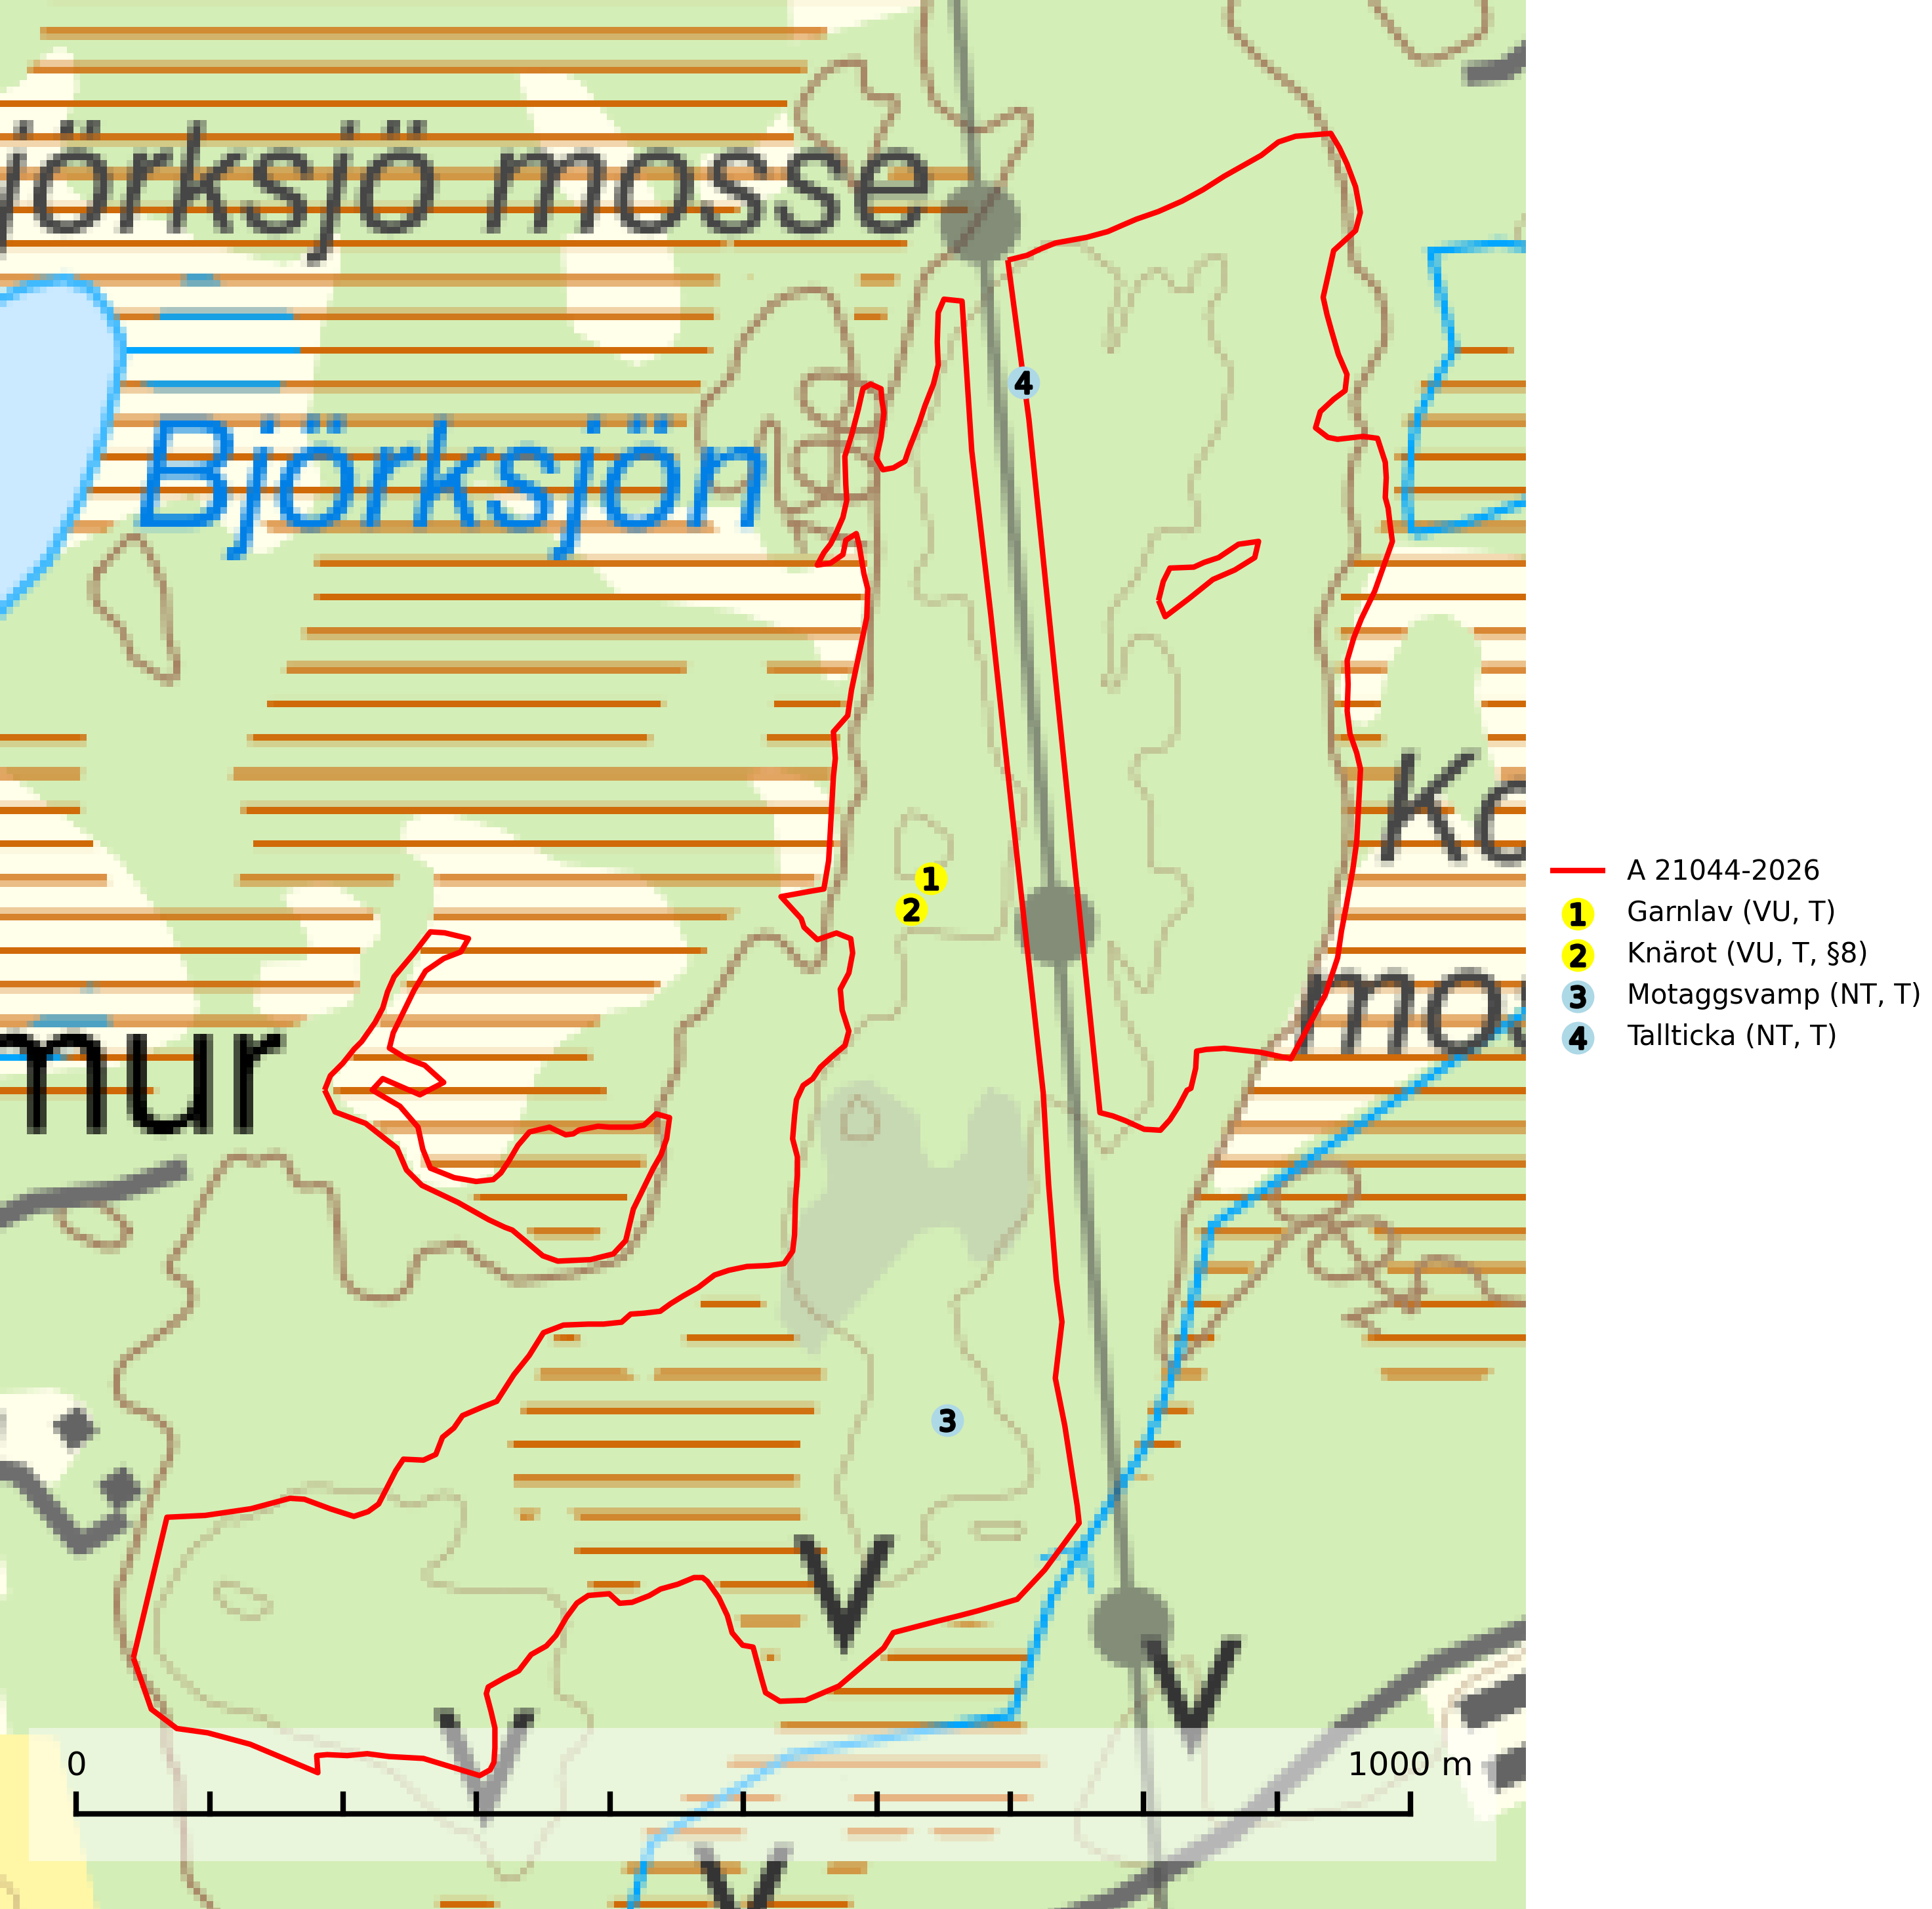 jörksjö mosse
4
Björksjön
Ko
1
2
mos
mur
3
V
V
V
V
0 1000 m
A 21044-2026
1 Garnlav (VU, T)
2 Knärot (VU, T, §8)
3 Motaggsvamp (NT, T)
4 Tallticka (NT, T)